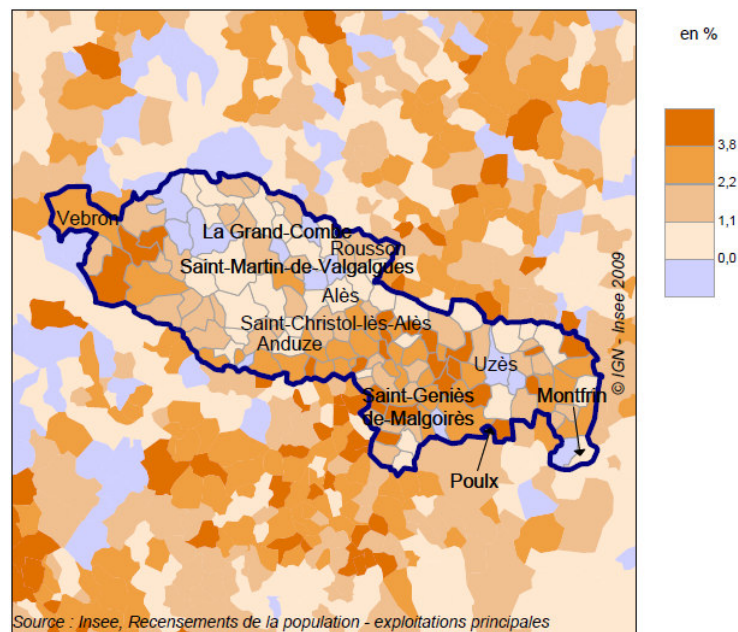 en %
3,8
2,2
1,1
0,0
Vebron
La Grand-Combe
Rousson
Saint-Martin-de-Valgalgues
Alès
Saint-Christol-lès-Alès
Anduze
Uzès
Saint-Geniès
de-Malgoirès
Montfrin
Poulx
© IGN - Insee 2009
Source : Insee, Recensements de la population - exploitations principales